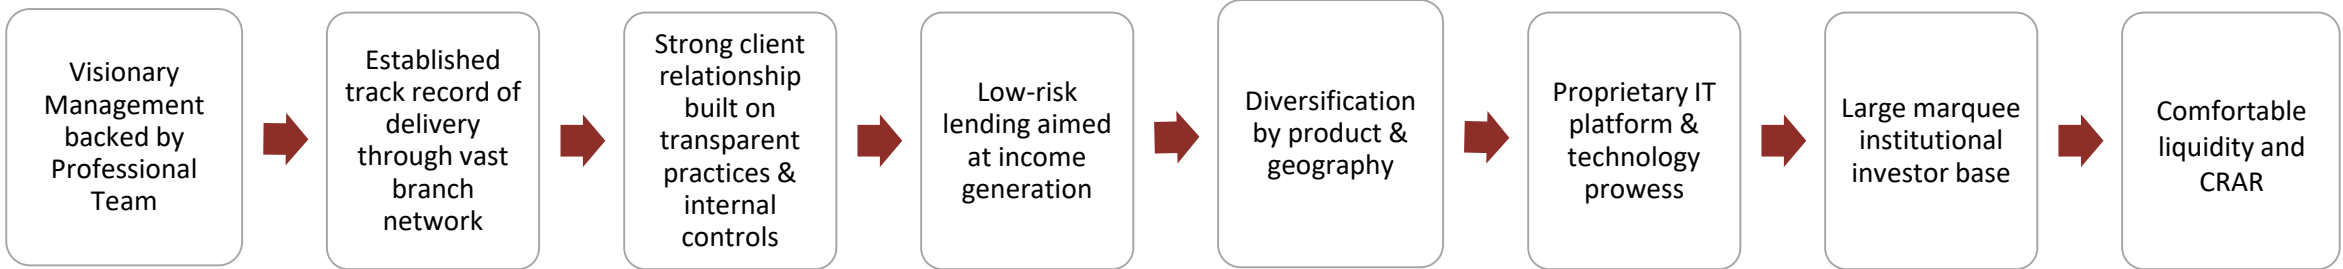 Visionary
Management
backed by
Professional
Team
Established
track record of
delivery
through vast
branch
network
Strong client
relationship
built on
transparent
practices &
internal
controls
Low-risk
lending aimed
at income
generation
Diversification
by product &
geography
Proprietary IT
platform &
technology
prowess
Large marquee
institutional
investor base
Comfortable
liquidity and
CRAR